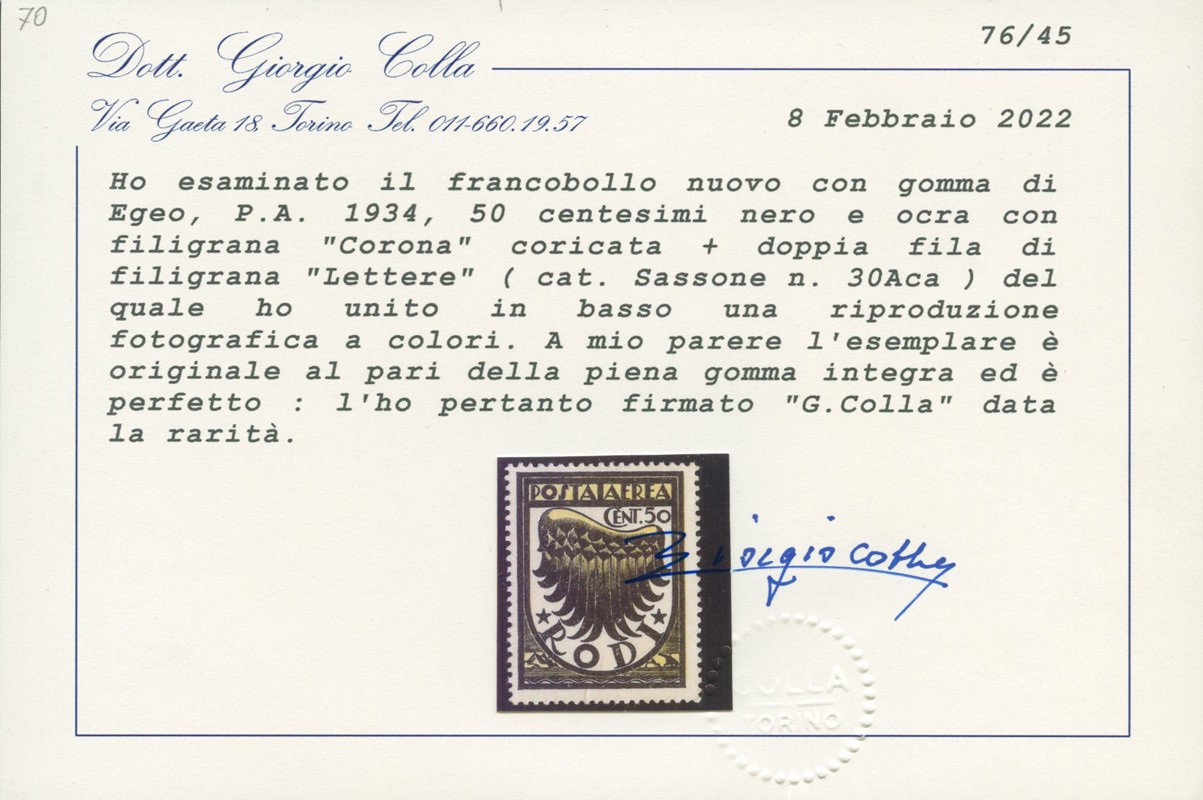 70
76/45
Dott. Giorgio Colla
Via Gaeta 18, Torino Tel. 011-660.19.57
8 Febbraio 2022
Ho esaminato il francobollo nuovo con gomma di
Egeo, P.A. 1934, 50 centesimi nero e ocra con
filigrana "Corona" coricata + doppia fila di
filigrana "Lettere" ( cat. Sassone n. 30Aca ) del
quale ho unito in basso una riproduzione
fotografica a colori. A mio parere l'esemplare è
originale al pari della piena gomma integra ed è
perfetto : l'ho pertanto firmato "G.Colla" data
la rarità.
POSTA AEREA
CENT.50
RODI
Giorgio Colla
COLLA
TORINO